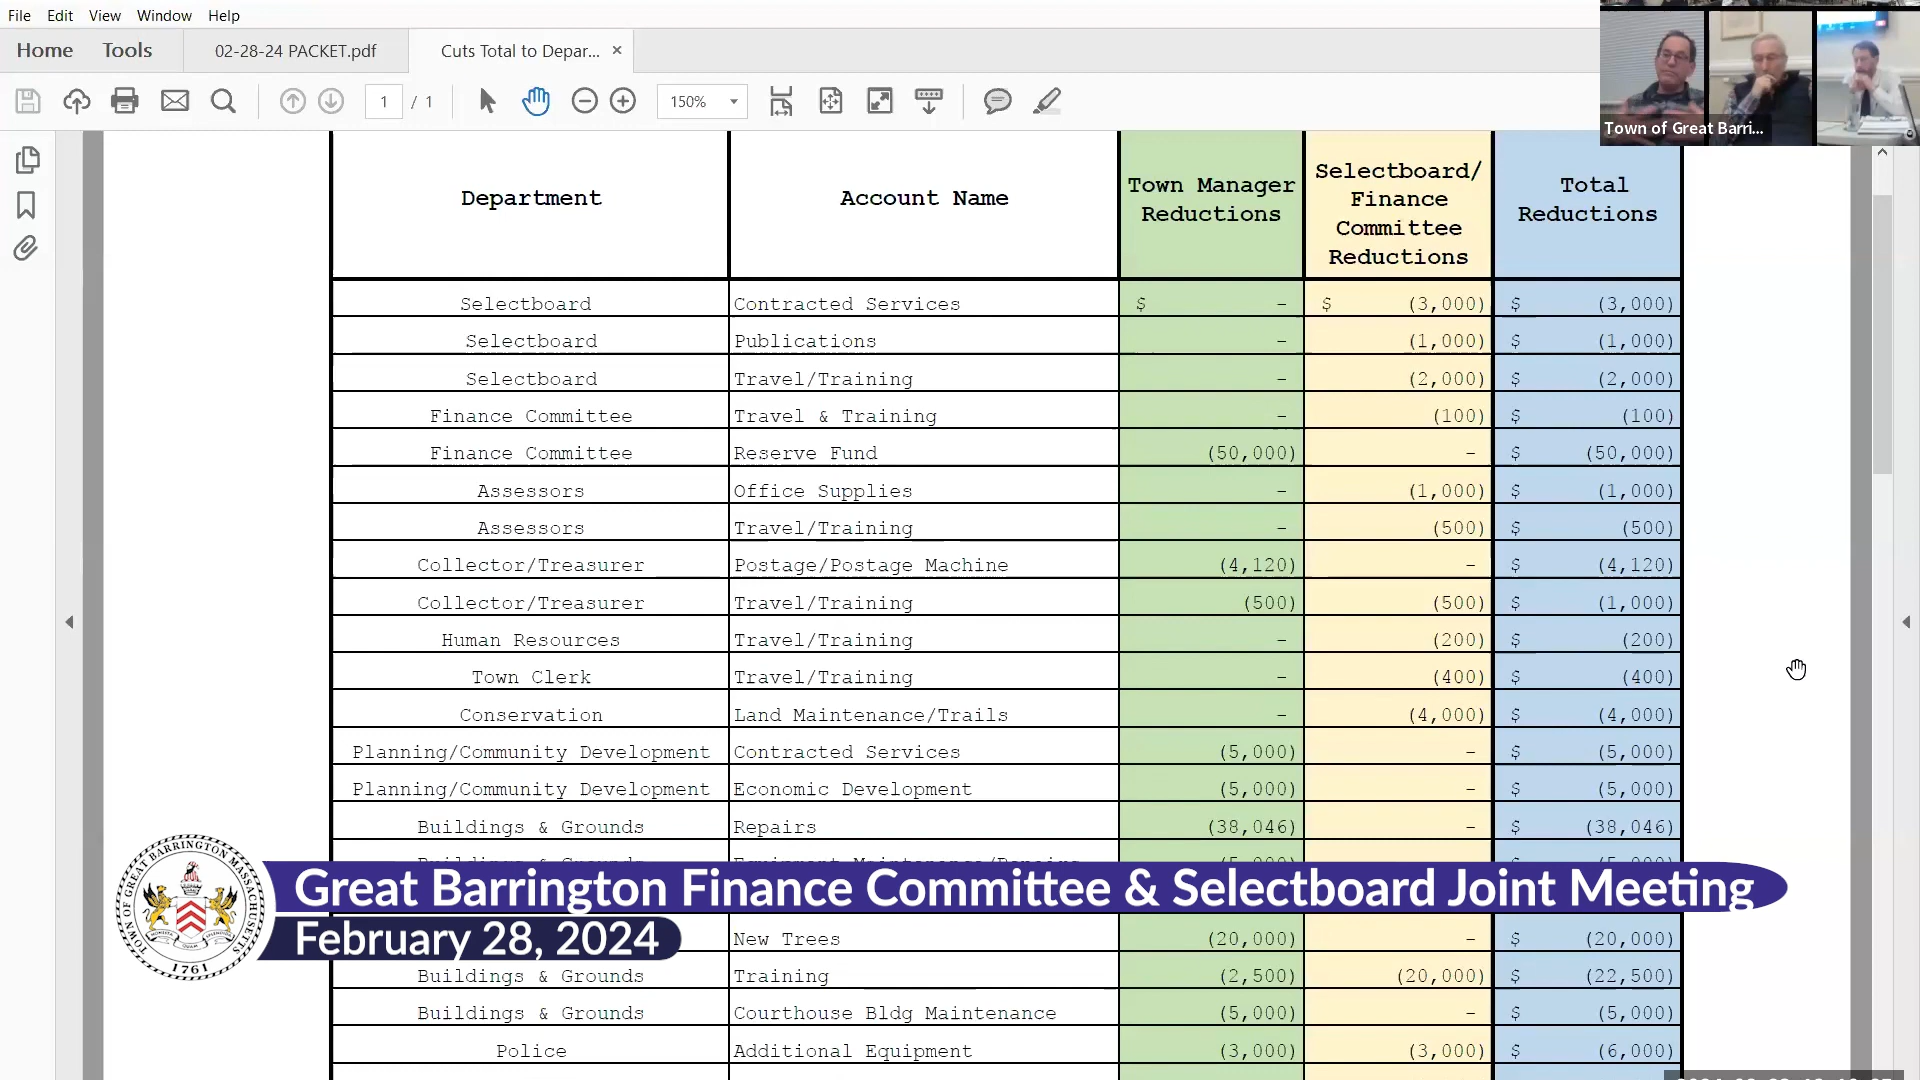 File Edit View Window Help
Home Tools 02-28-24 PACKET.pdf Cuts Total to Depar... ×
1 / 1 150%
Town of Great Barri...
Department Account Name Town Manager Reductions Selectboard/ Finance Committee Reductions Total Reductions
Selectboard Contracted Services $ - $ (3,000) $ (3,000)
Selectboard Publications - (1,000) $ (1,000)
Selectboard Travel/Training - (2,000) $ (2,000)
Finance Committee Travel & Training - (100) $ (100)
Finance Committee Reserve Fund (50,000) - $ (50,000)
Assessors Office Supplies - (1,000) $ (1,000)
Assessors Travel/Training - (500) $ (500)
Collector/Treasurer Postage/Postage Machine (4,120) - $ (4,120)
Collector/Treasurer Travel/Training (500) (500) $ (1,000)
Human Resources Travel/Training - (200) $ (200)
Town Clerk Travel/Training - (400) $ (400)
Conservation Land Maintenance/Trails - (4,000) $ (4,000)
Planning/Community Development Contracted Services (5,000) - $ (5,000)
Planning/Community Development Economic Development (5,000) - $ (5,000)
Buildings & Grounds Repairs (38,046) - $ (38,046)
Great Barrington Finance Committee & Selectboard Joint Meeting
February 28, 2024
TOWN OF GREAT BARRINGTON MASSACHUSETTS
1761
New Trees (20,000) - $ (20,000)
Buildings & Grounds Training (2,500) (20,000) $ (22,500)
Buildings & Grounds Courthouse Bldg Maintenance (5,000) - $ (5,000)
Police Additional Equipment (3,000) (3,000) $ (6,000)